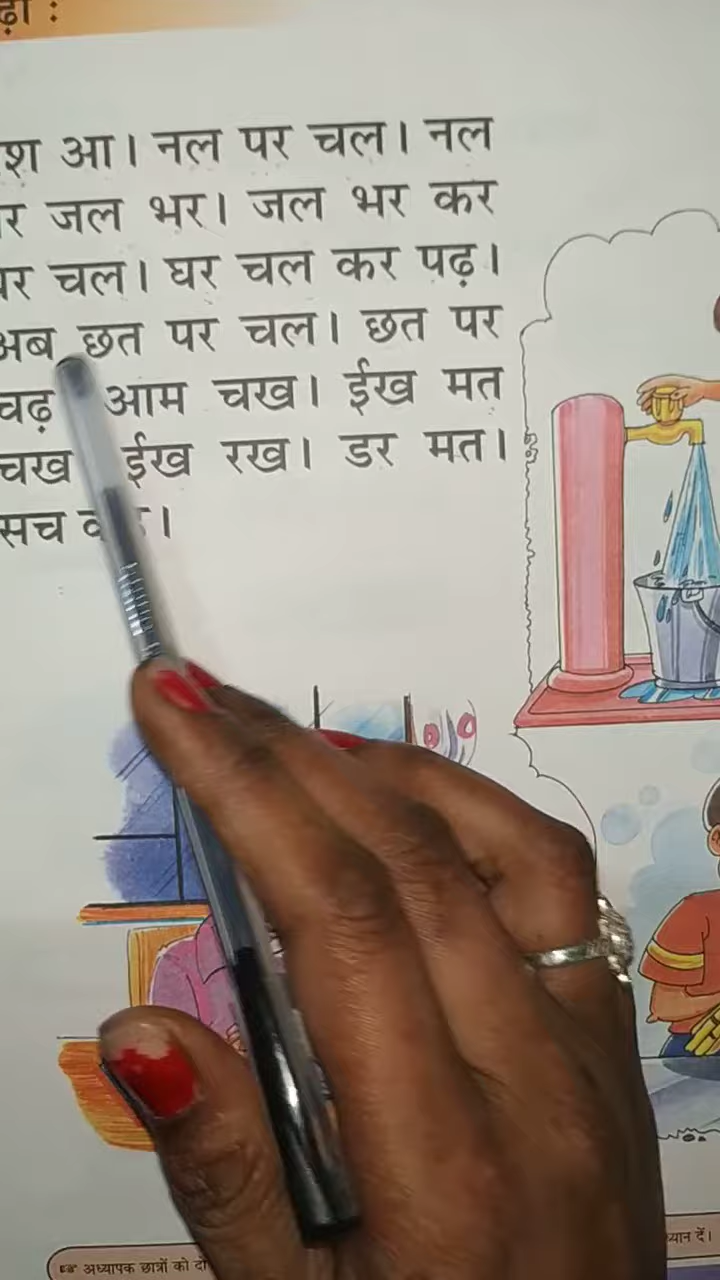 आ। नल पर चल। नल
जल भर। जल भर कर
चल। घर चल कर पढ़।
अब छत पर चल। छत पर
चढ़ आम चख। ईख मत
चख ईख रख। डर मत।
सच
अध्यापक छात्रों को
दें।